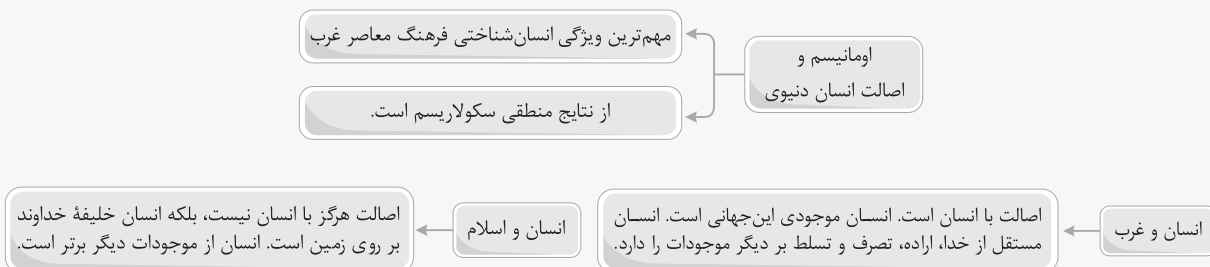 اومانیسم و
اصالت انسان دنیوی
مهم‌ترین ویژگی انسان‌شناختی فرهنگ معاصر غرب
از نتایج منطقی سکولاریسم است.
انسان و غرب
اصالت با انسان است. انسـان موجودی این‌جهانی است. انسـان
مستقل از خدا، اراده، تصرف و تسلط بر دیگر موجودات را دارد.
انسان و اسلام
اصالت هرگز با انسان نیست، بلکه انسان خلیفهٔ خداوند
بر روی زمین است. انسان از موجودات دیگر برتر است.